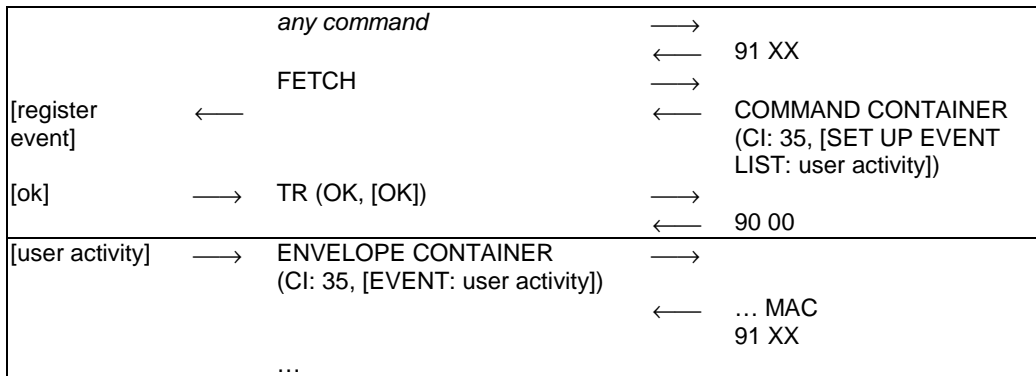 any command ⟶
⟵ 91 XX
FETCH ⟶
[register ⟵ ⟵ COMMAND CONTAINER
event] (CI: 35, [SET UP EVENT
LIST: user activity])
[ok] ⟶ TR (OK, [OK]) ⟶
⟵ 90 00
[user activity] ⟶ ENVELOPE CONTAINER ⟶
(CI: 35, [EVENT: user activity])
⟵ … MAC
91 XX
…